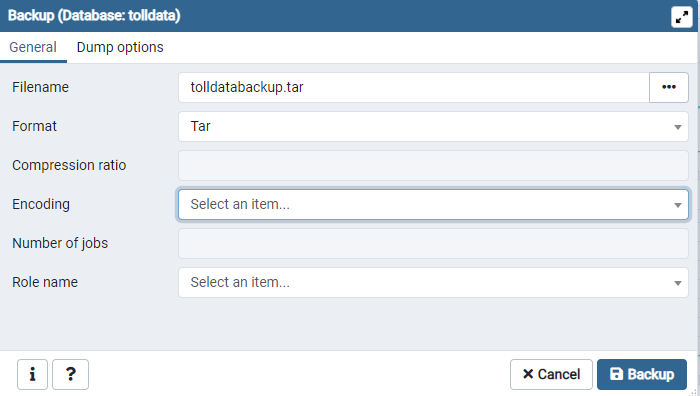 Backup (Database: tolldata)
General Dump options
Filename tolldatabackup.tar
Format Tar
Compression ratio
Encoding Select an item...
Number of jobs
Role name Select an item...
i ? Cancel Backup